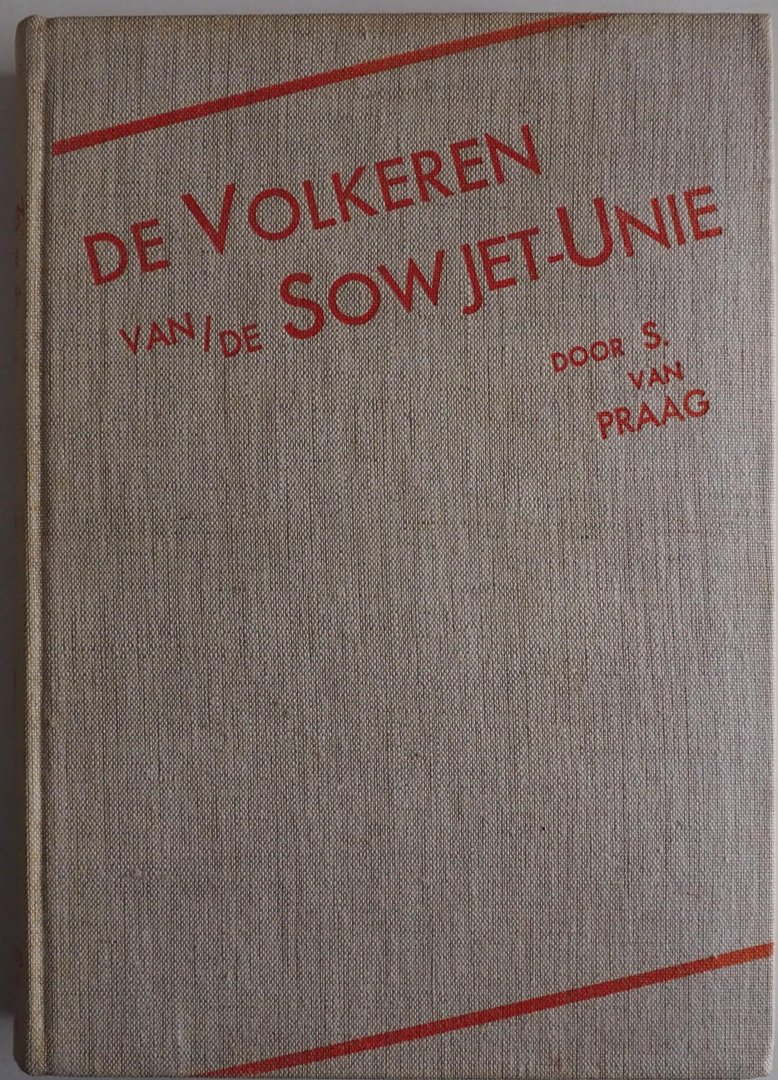 DE VOLKEREN
VAN/DE SOWJET-UNIE
DOOR S.
VAN
PRAAG